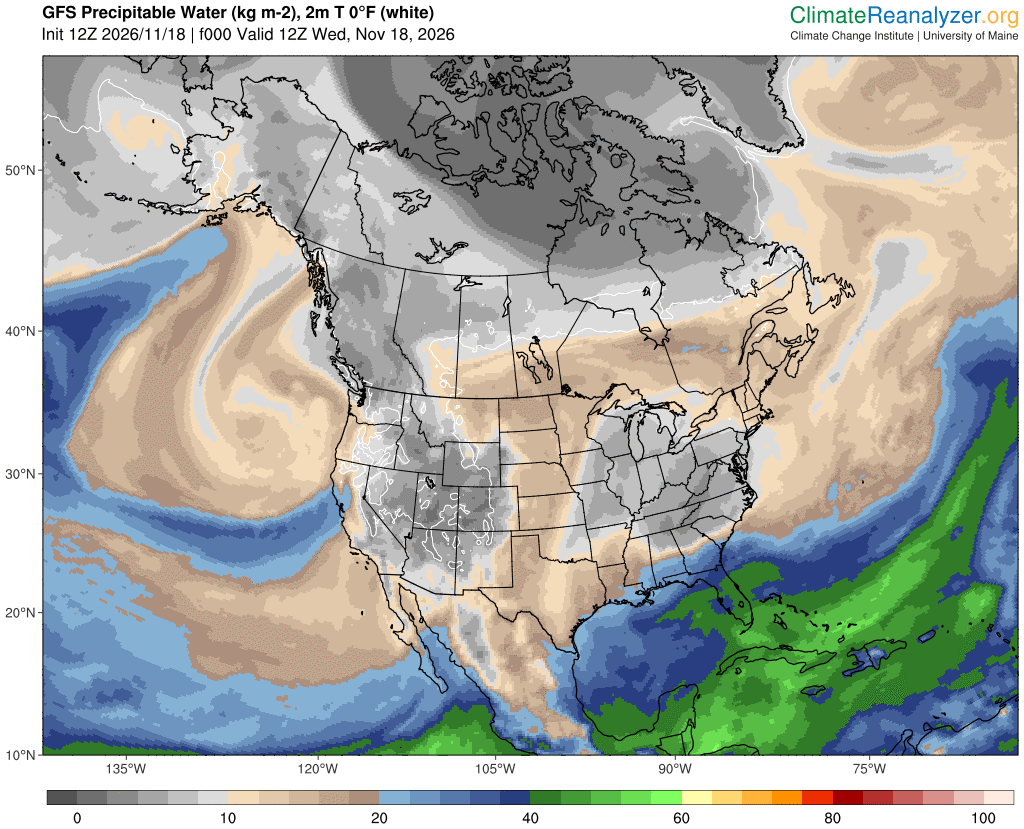 GFS Precipitable Water (kg m-2), 2m T 0°F (white)
Init 12Z 2026/11/18 | f000 Valid 12Z Wed, Nov 18, 2026
ClimateReanalyzer.org
Climate Change Institute | University of Maine
50°N
40°N
30°N
20°N
10°N
135°W 120°W 105°W 90°W 75°W
0 10 20 40 60 80 100